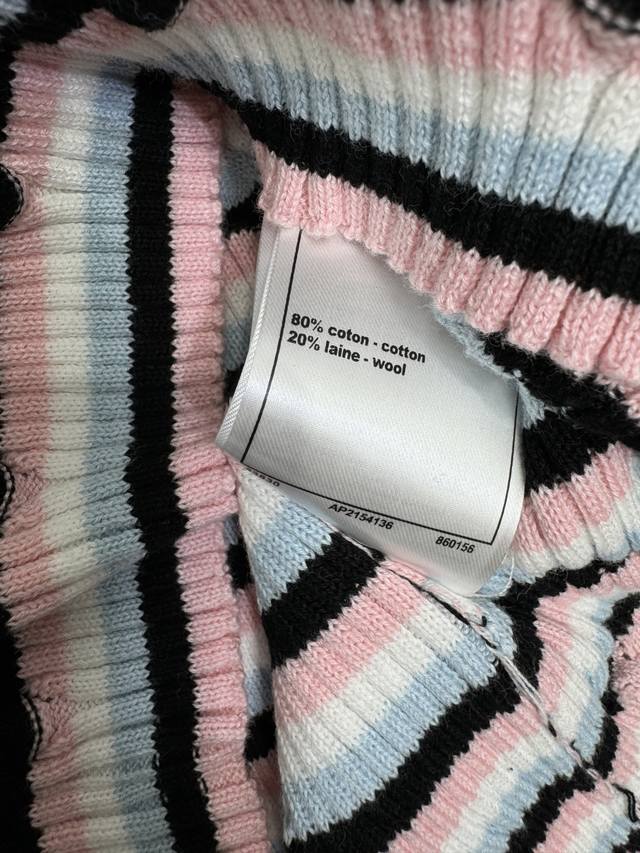 80% coton - cotton
20% laine - wool
AP2154136
860156